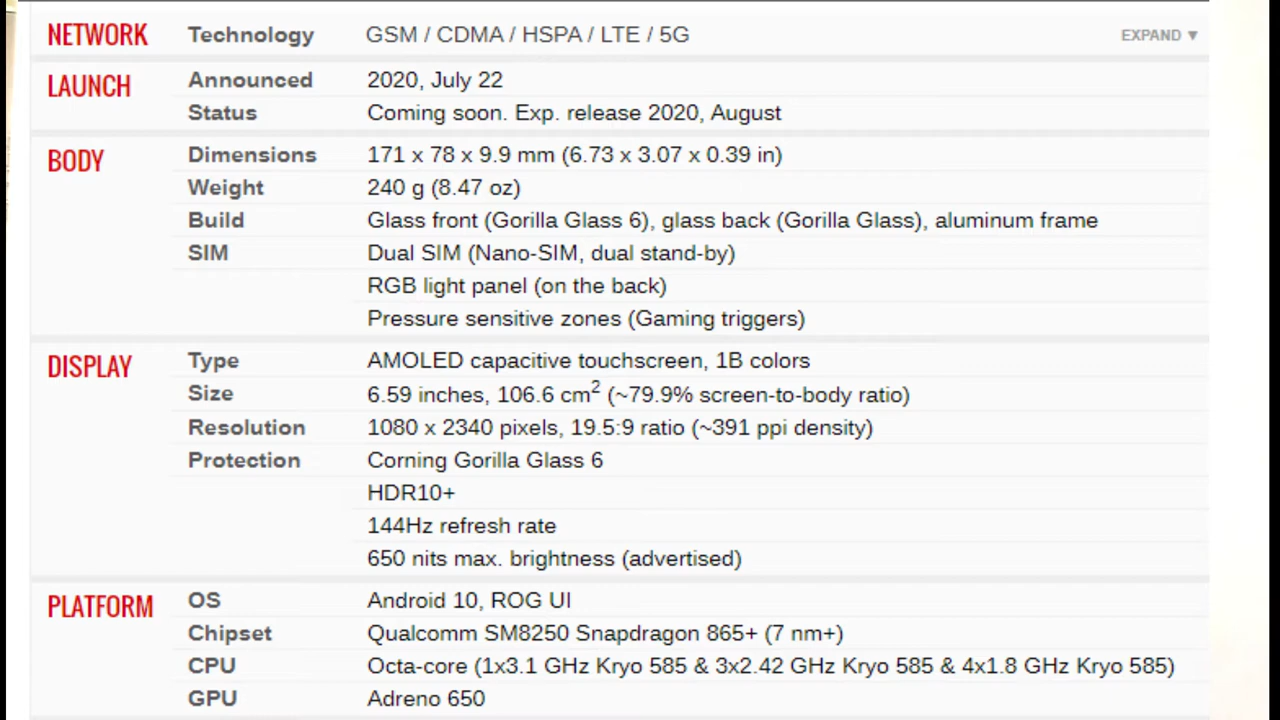 NETWORK Technology GSM / CDMA / HSPA / LTE / 5G EXPAND ▼
LAUNCH Announced 2020, July 22
Status Coming soon. Exp. release 2020, August
BODY Dimensions 171 x 78 x 9.9 mm (6.73 x 3.07 x 0.39 in)
Weight 240 g (8.47 oz)
Build Glass front (Gorilla Glass 6), glass back (Gorilla Glass), aluminum frame
SIM Dual SIM (Nano-SIM, dual stand-by)
RGB light panel (on the back)
Pressure sensitive zones (Gaming triggers)
DISPLAY Type AMOLED capacitive touchscreen, 1B colors
Size 6.59 inches, 106.6 cm2 (~79.9% screen-to-body ratio)
Resolution 1080 x 2340 pixels, 19.5:9 ratio (~391 ppi density)
Protection Corning Gorilla Glass 6
HDR10+
144Hz refresh rate
650 nits max. brightness (advertised)
PLATFORM OS Android 10, ROG UI
Chipset Qualcomm SM8250 Snapdragon 865+ (7 nm+)
CPU Octa-core (1x3.1 GHz Kryo 585 & 3x2.42 GHz Kryo 585 & 4x1.8 GHz Kryo 585)
GPU Adreno 650